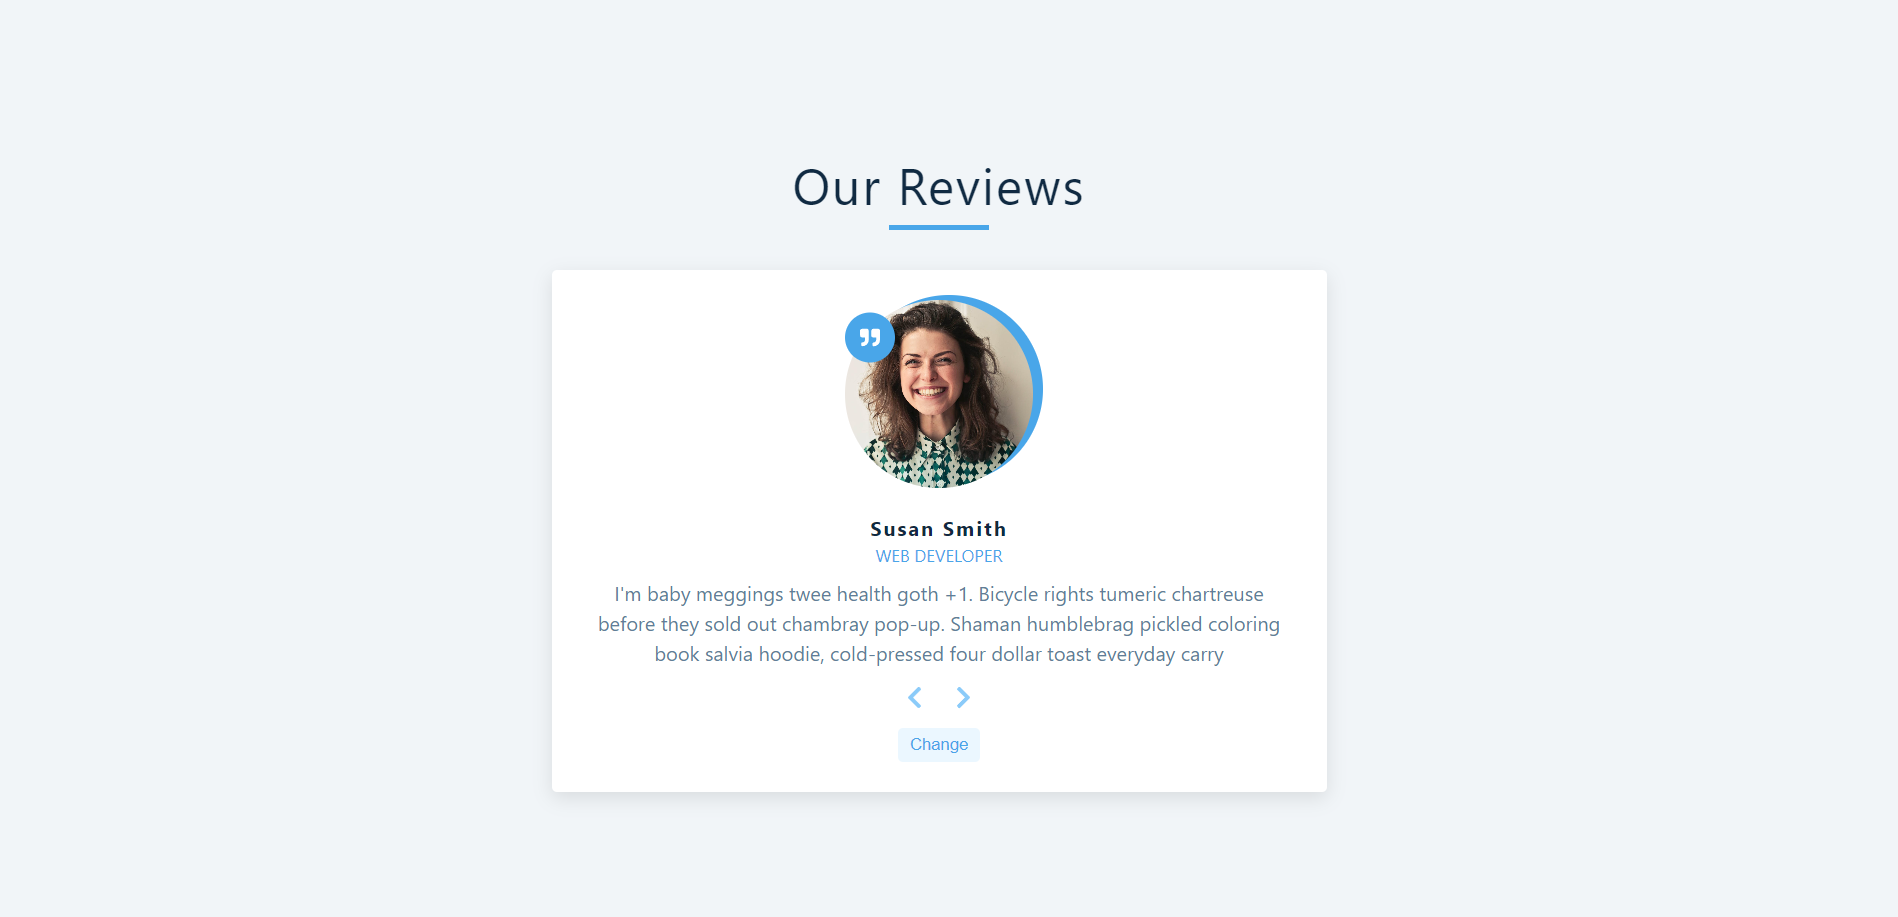 Our Reviews
Susan Smith
WEB DEVELOPER
I'm baby meggings twee health goth +1. Bicycle rights tumeric chartreuse
before they sold out chambray pop-up. Shaman humblebrag pickled coloring
book salvia hoodie, cold-pressed four dollar toast everyday carry
Change